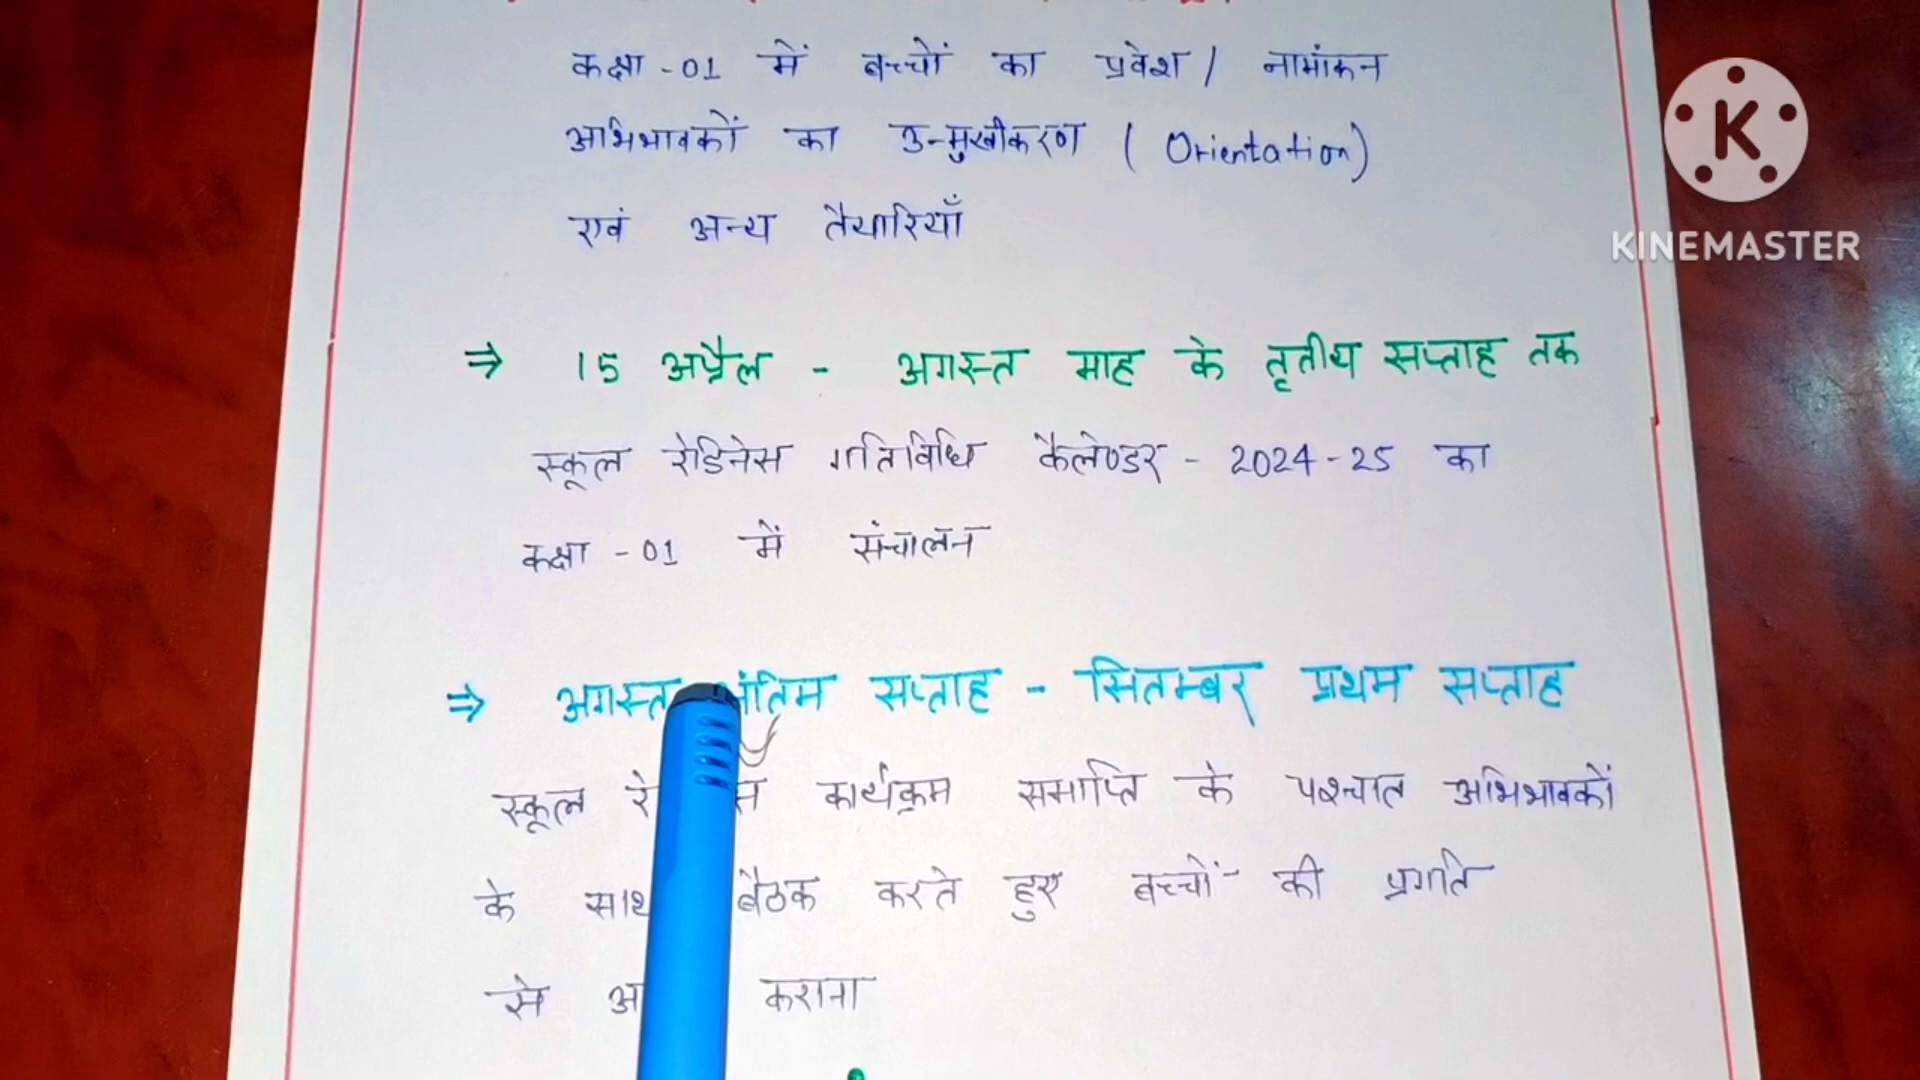 कक्षा -01 में बच्चों का प्रवेश / नामांकन
अभिभावकों का उन्मुखीकरण ( Orientation)
एवं अन्य तैयारियाँ
⇒ 15 अप्रैल - अगस्त माह के तृतीय सप्ताह तक
स्कूल रेडिनेस गतिविधि कैलेण्डर - 2024-25 का
कक्षा -01 में संचालन
⇒ अगस्त अंतिम सप्ताह - सितम्बर प्रथम सप्ताह
स्कूल कार्यक्रम समाप्ति के पश्चात अभिभावकों
के साथ बैठक करते हुए बच्चों की प्रगति
से कराना
K
KINEMASTER